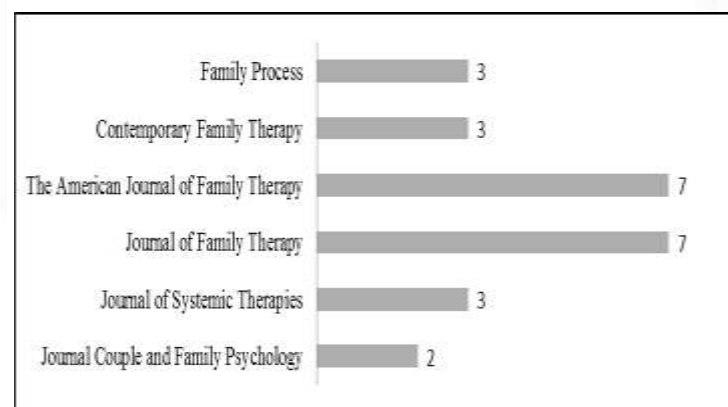 Family Process 3
Contemporary Family Therapy 3
The American Journal of Family Therapy 7
Journal of Family Therapy 7
Journal of Systemic Therapies 3
Journal Couple and Family Psychology 2